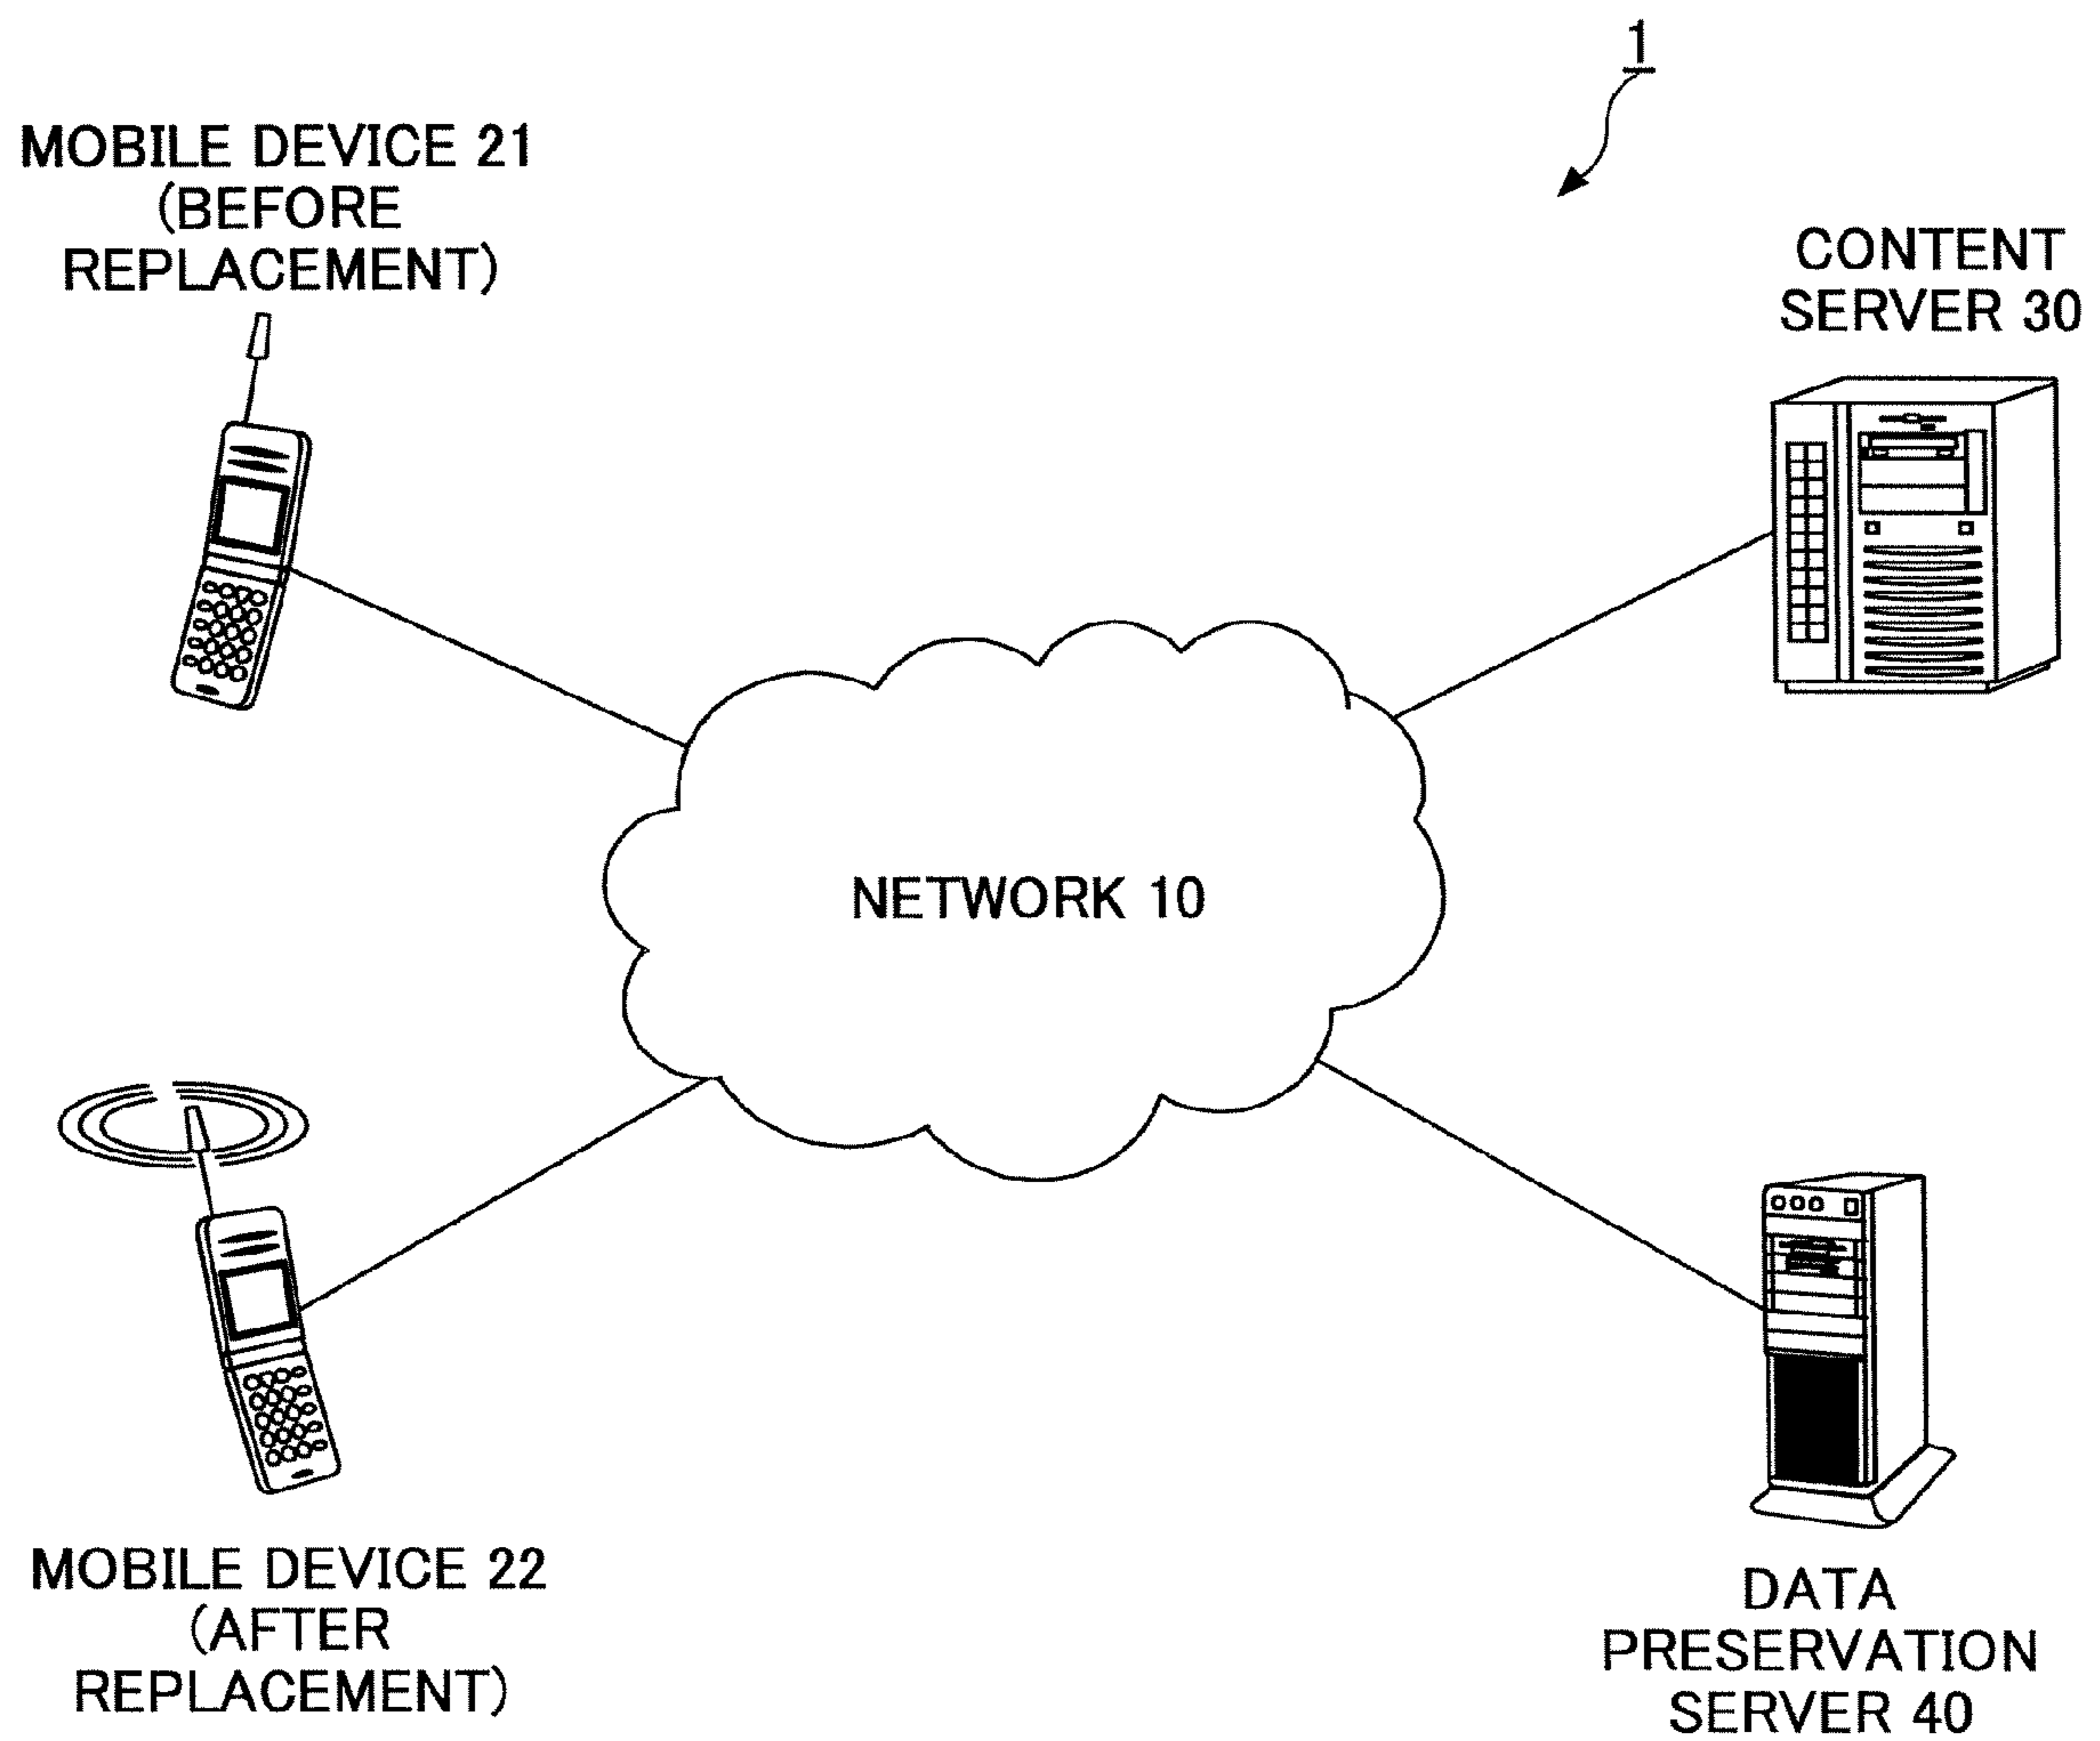 1
MOBILE DEVICE 21
(BEFORE
REPLACEMENT)
CONTENT
SERVER 30
NETWORK 10
MOBILE DEVICE 22
(AFTER
REPLACEMENT)
DATA
PRESERVATION
SERVER 40